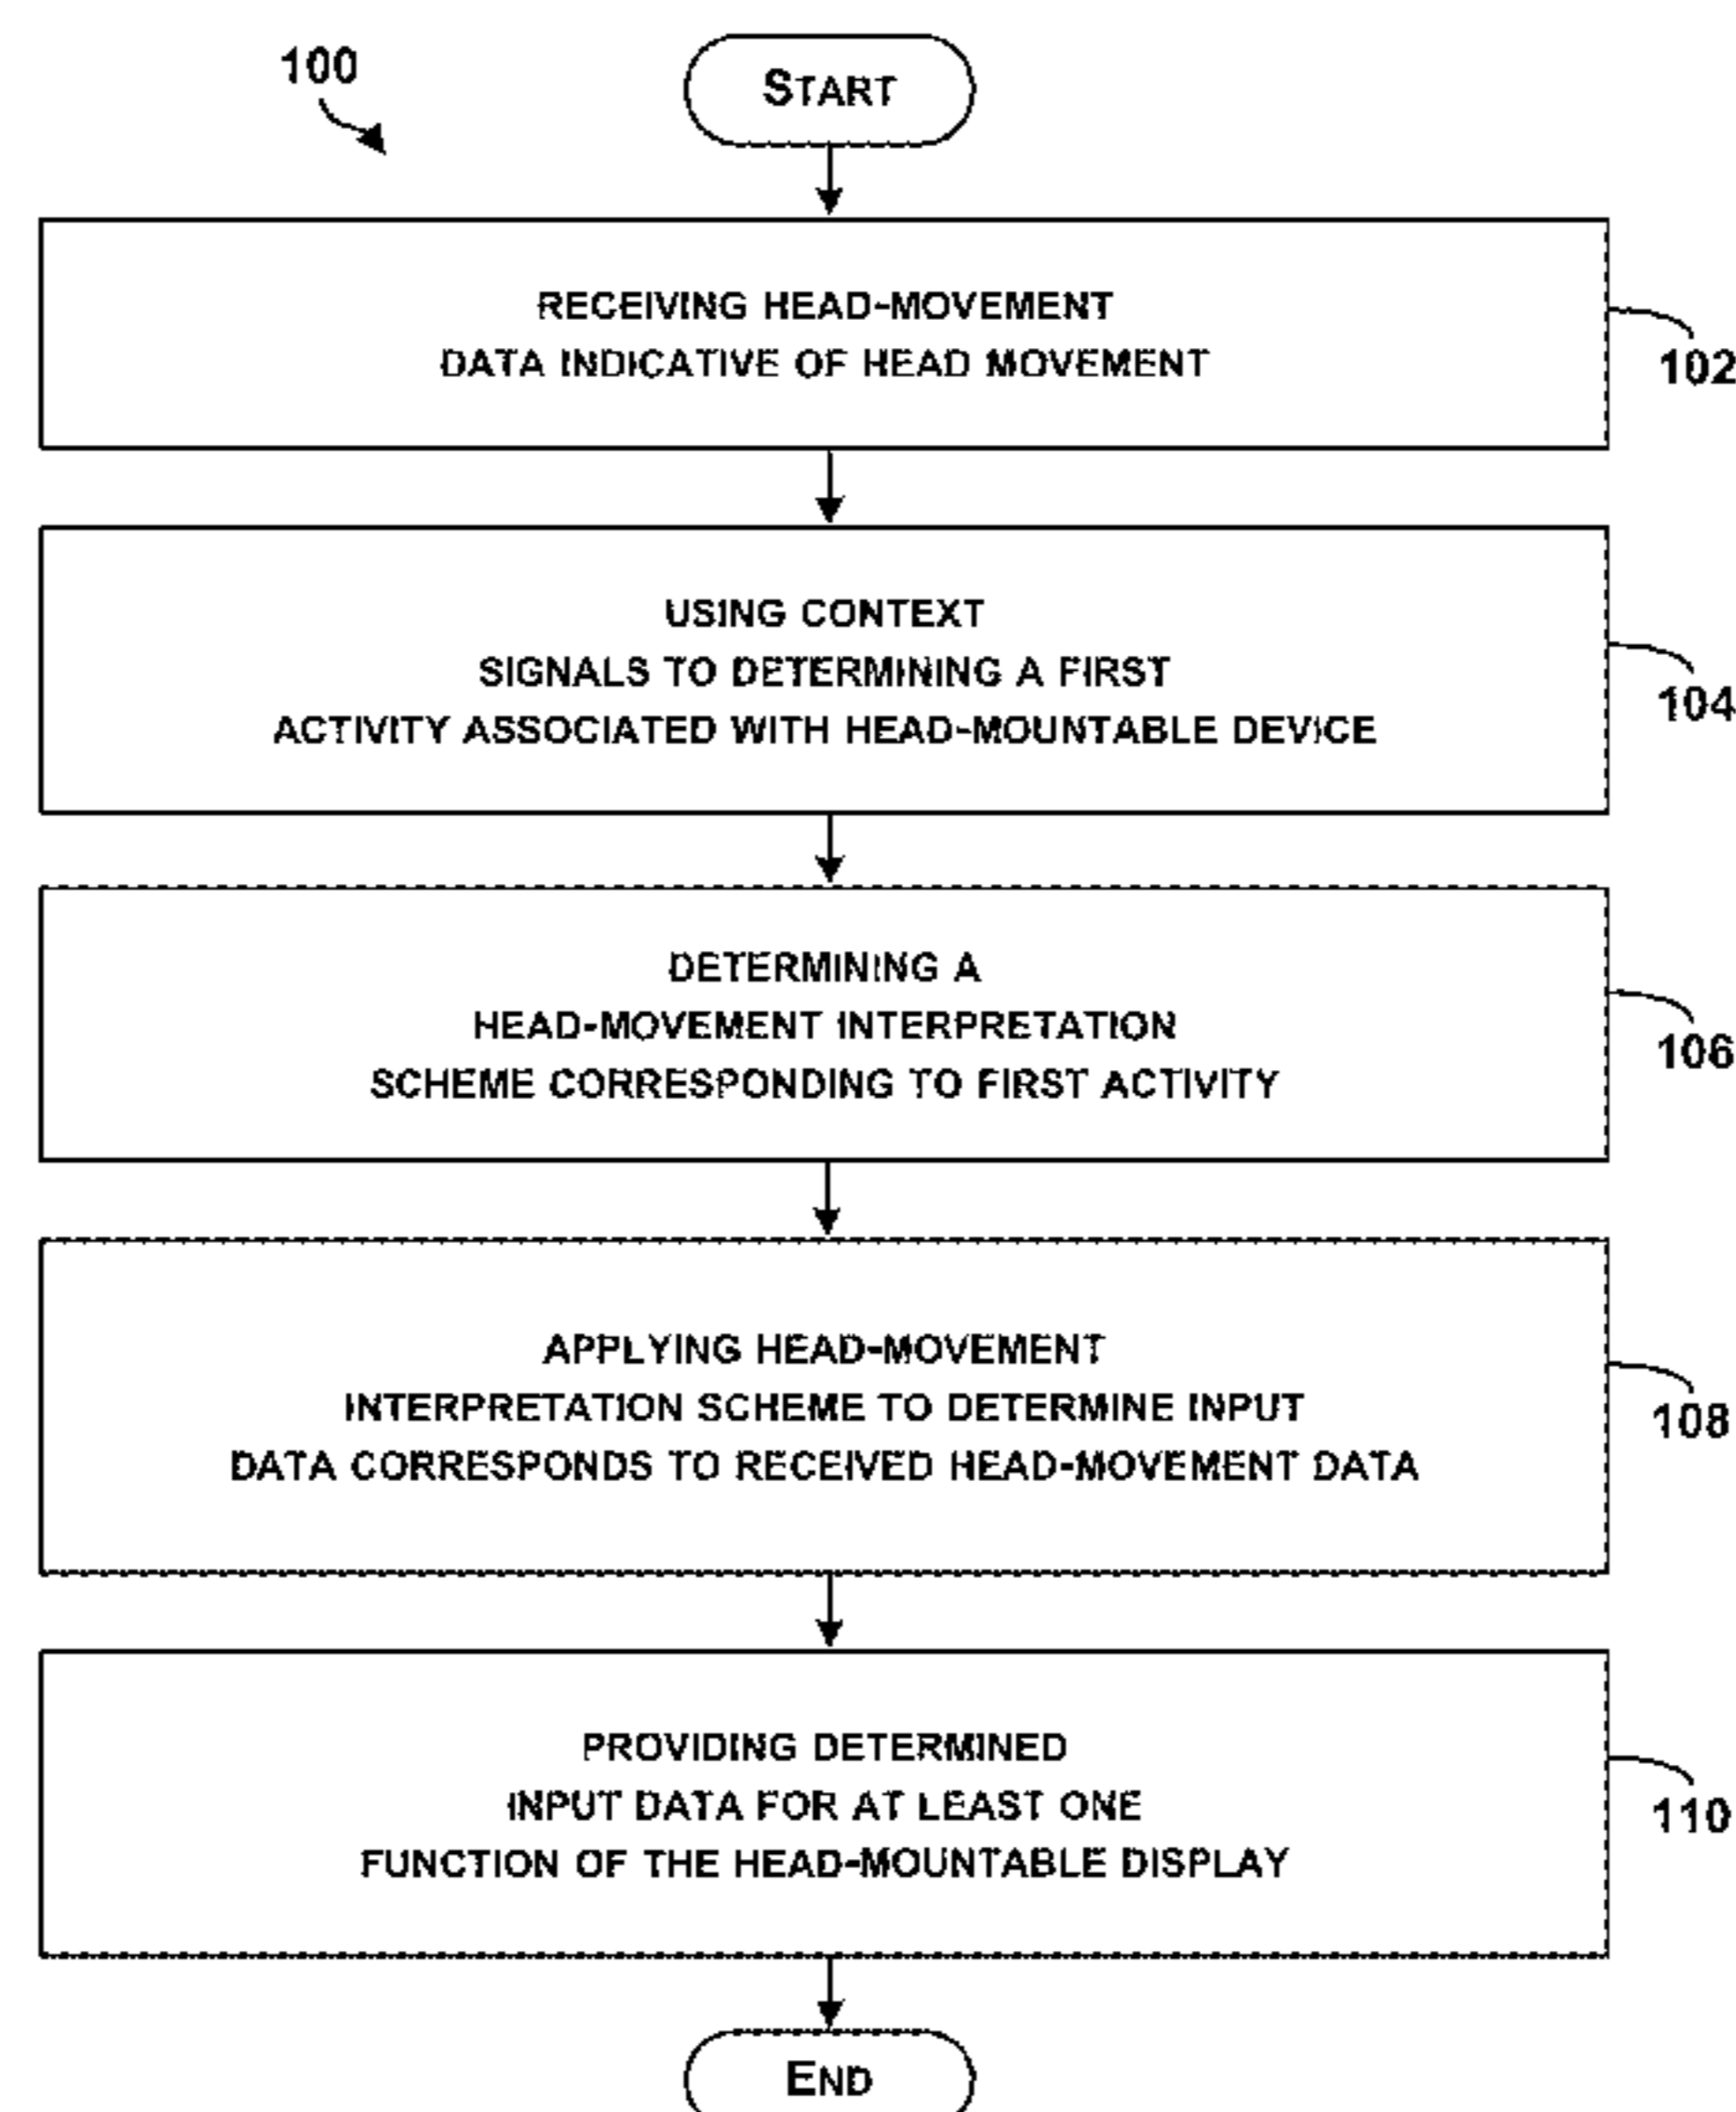 100
START
RECEIVING HEAD-MOVEMENT
DATA INDICATIVE OF HEAD MOVEMENT
102
USING CONTEXT
SIGNALS TO DETERMINING A FIRST
ACTIVITY ASSOCIATED WITH HEAD-MOUNTABLE DEVICE
104
DETERMINING A
HEAD-MOVEMENT INTERPRETATION
SCHEME CORRESPONDING TO FIRST ACTIVITY
106
APPLYING HEAD-MOVEMENT
INTERPRETATION SCHEME TO DETERMINE INPUT
DATA CORRESPONDS TO RECEIVED HEAD-MOVEMENT DATA
108
PROVIDING DETERMINED
INPUT DATA FOR AT LEAST ONE
FUNCTION OF THE HEAD-MOUNTABLE DISPLAY
110
END